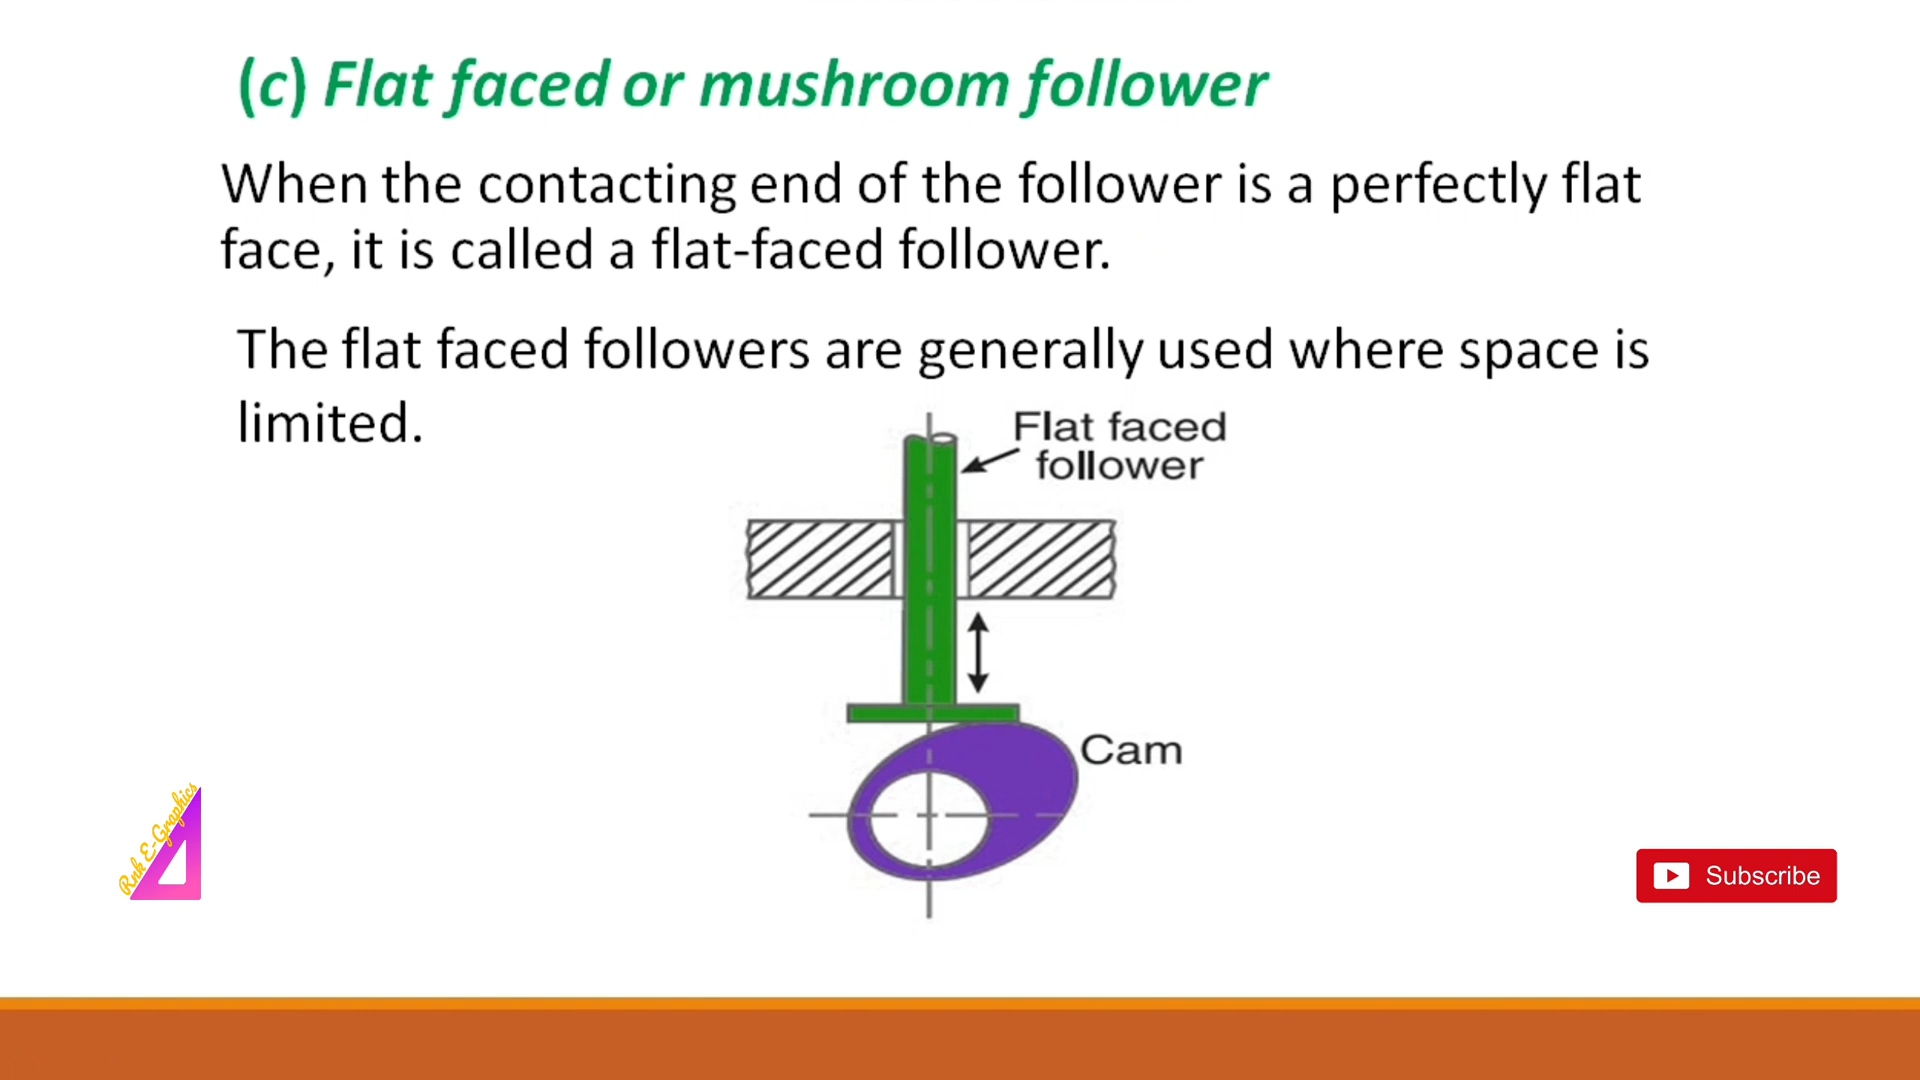 (c) Flat faced or mushroom follower
When the contacting end of the follower is a perfectly flat
face, it is called a flat-faced follower.
The flat faced followers are generally used where space is
limited.
Flat faced
follower
Cam
Rnk E-Graphics
Subscribe